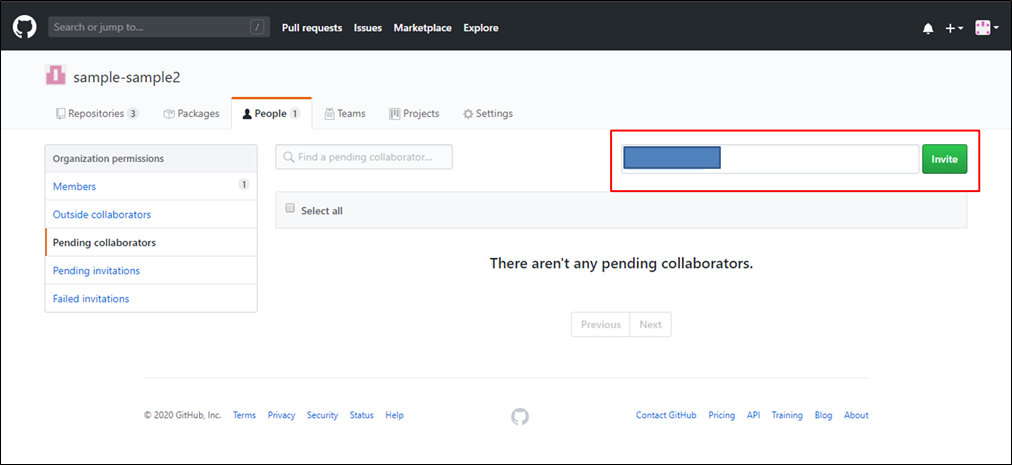 Search or jump to... /
Pull requests Issues Marketplace Explore
sample-sample2
Repositories 3 Packages People 1 Teams Projects Settings
Organization permissions
Members 1
Outside collaborators
Pending collaborators
Pending invitations
Failed invitations
Find a pending collaborator...
Invite
Select all
There aren't any pending collaborators.
Previous Next
© 2020 GitHub, Inc. Terms Privacy Security Status Help
Contact GitHub Pricing API Training Blog About